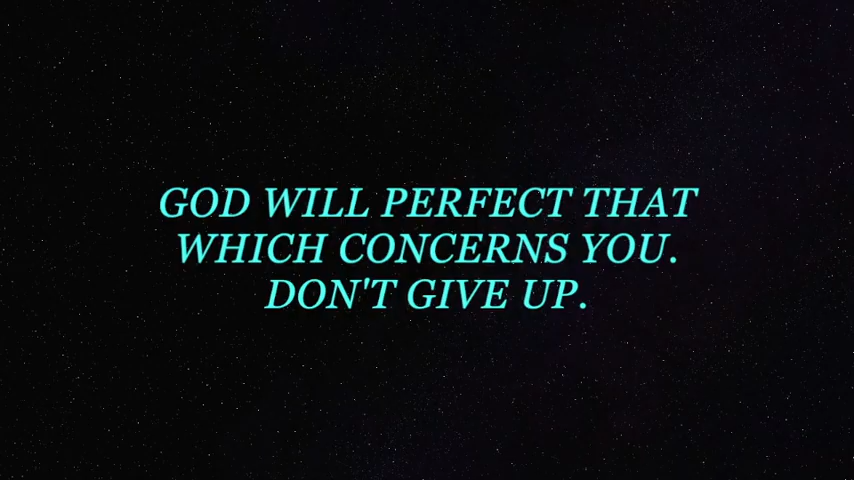 GOD WILL PERFECT THAT
WHICH CONCERNS YOU.
DON'T GIVE UP.